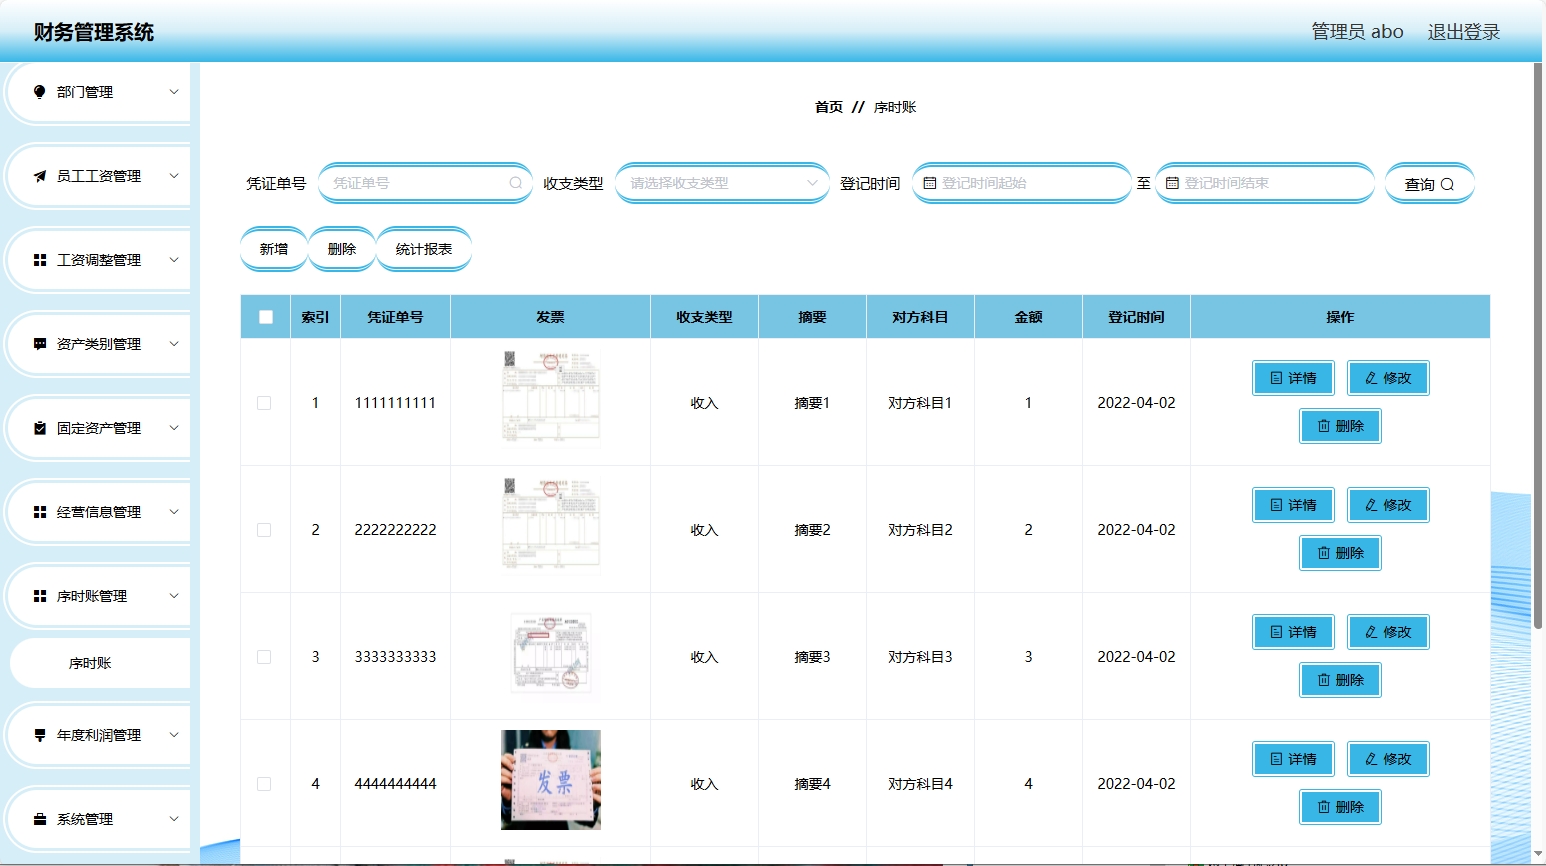 财务管理系统
管理员 abo 退出登录
部门管理
员工工资管理
工资调整管理
资产类别管理
固定资产管理
经营信息管理
序时账管理
序时账
年度利润管理
系统管理
首页 // 序时账
凭证单号 凭证单号 收支类型 请选择收支类型 登记时间 登记时间起始 至 登记时间结束 查询
新增 删除 统计报表
索引 凭证单号 发票 收支类型 摘要 对方科目 金额 登记时间 操作
1 1111111111 收入 摘要1 对方科目1 1 2022-04-02 详情 修改
删除
2 2222222222 收入 摘要2 对方科目2 2 2022-04-02 详情 修改
删除
3 3333333333 收入 摘要3 对方科目3 3 2022-04-02 详情 修改
删除
4 4444444444 发票 收入 摘要4 对方科目4 4 2022-04-02 详情 修改
删除